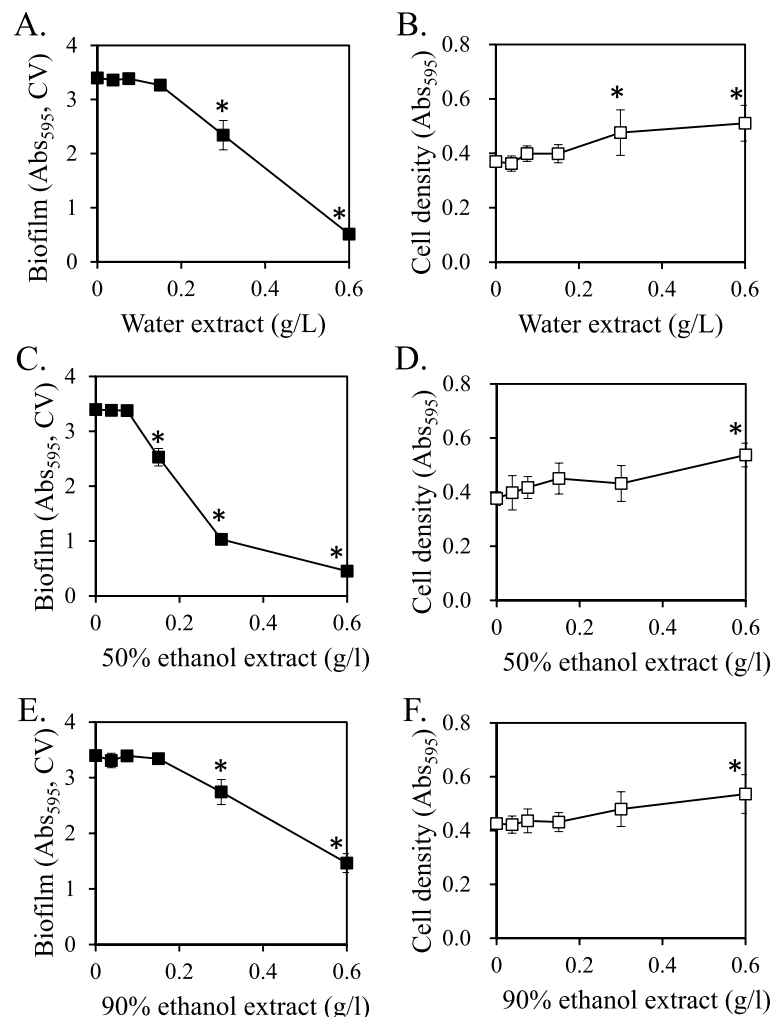 A.
Biofilm (Abs₅₉₅, CV)
4
3
2
1
0
*
*
0 0.2 0.4 0.6
Water extract (g/L)
B.
Cell density (Abs₅₉₅)
0.8
0.6
0.4
0.2
0.0
*
*
0 0.2 0.4 0.6
Water extract (g/L)
C.
Biofilm (Abs₅₉₅, CV)
4
3
2
1
0
*
*
*
0 0.2 0.4 0.6
50% ethanol extract (g/l)
D.
Cell density (Abs₅₉₅)
0.8
0.6
0.4
0.2
0.0
*
0 0.2 0.4 0.6
50% ethanol extract (g/l)
E.
Biofilm (Abs₅₉₅, CV)
4
3
2
1
0
*
*
0 0.2 0.4 0.6
90% ethanol extract (g/l)
F.
Cell density (Abs₅₉₅)
0.8
0.6
0.4
0.2
0.0
*
0 0.2 0.4 0.6
90% ethanol extract (g/l)